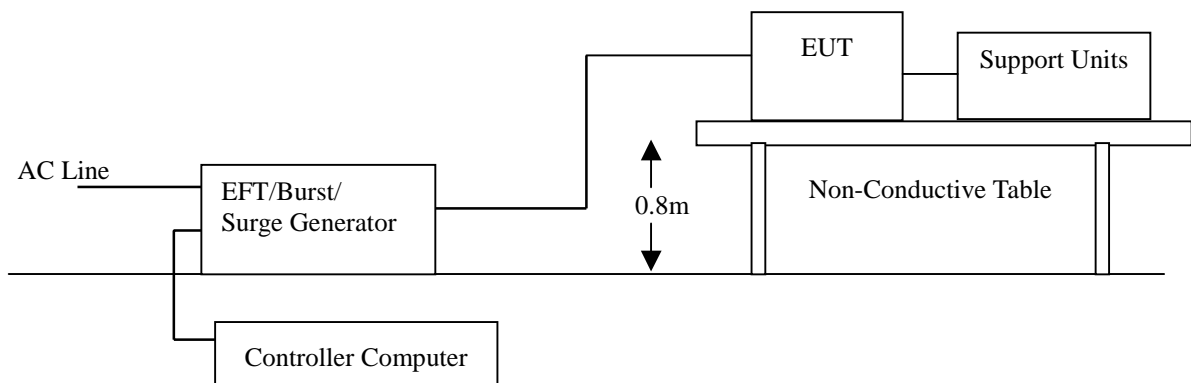 EUT
Support Units
AC Line
EFT/Burst/
Surge Generator
0.8m
Non-Conductive Table
Controller Computer